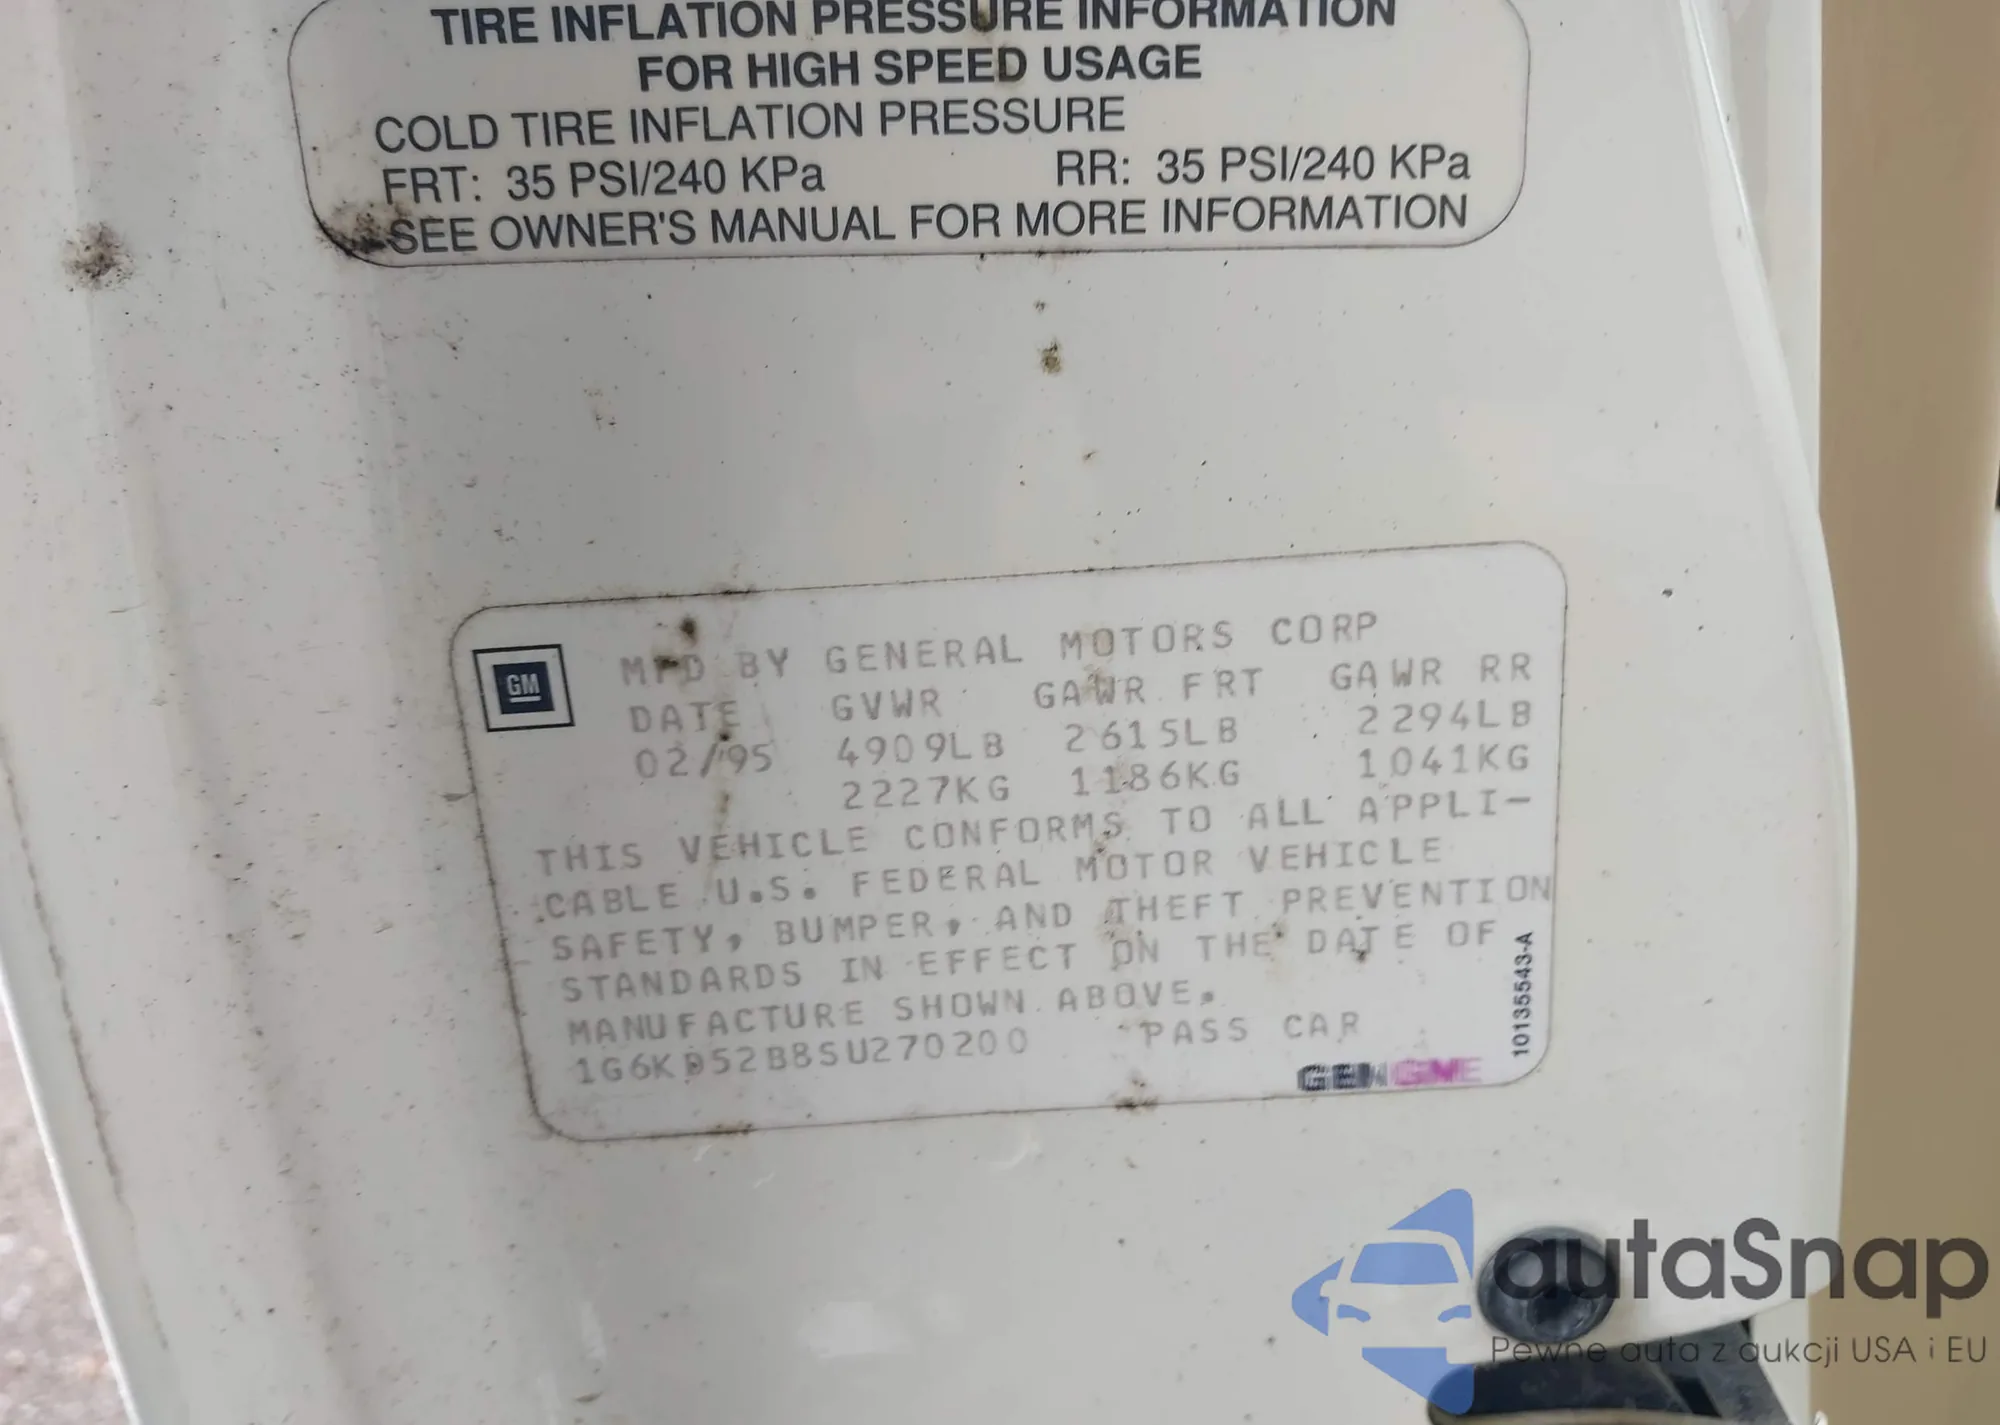 TIRE INFLATION PRESSURE INFORMATION
FOR HIGH SPEED USAGE
COLD TIRE INFLATION PRESSURE
FRT: 35 PSI/240 KPa RR: 35 PSI/240 KPa
SEE OWNER'S MANUAL FOR MORE INFORMATION
GM
MFD BY GENERAL MOTORS CORP
DATE GVWR GAWR FRT GAWR RR
02/95 4909LB 2615LB 2294LB
2227KG 1186KG 1041KG
THIS VEHICLE CONFORMS TO ALL APPLI-
CABLE U.S. FEDERAL MOTOR VEHICLE
SAFETY, BUMPER, AND THEFT PREVENTION
STANDARDS IN EFFECT ON THE DATE OF
MANUFACTURE SHOWN ABOVE.
1G6KD52B8SU270200 PASS CAR
10135543-A
autaSnap
Pewne auta z aukcji USA i EU